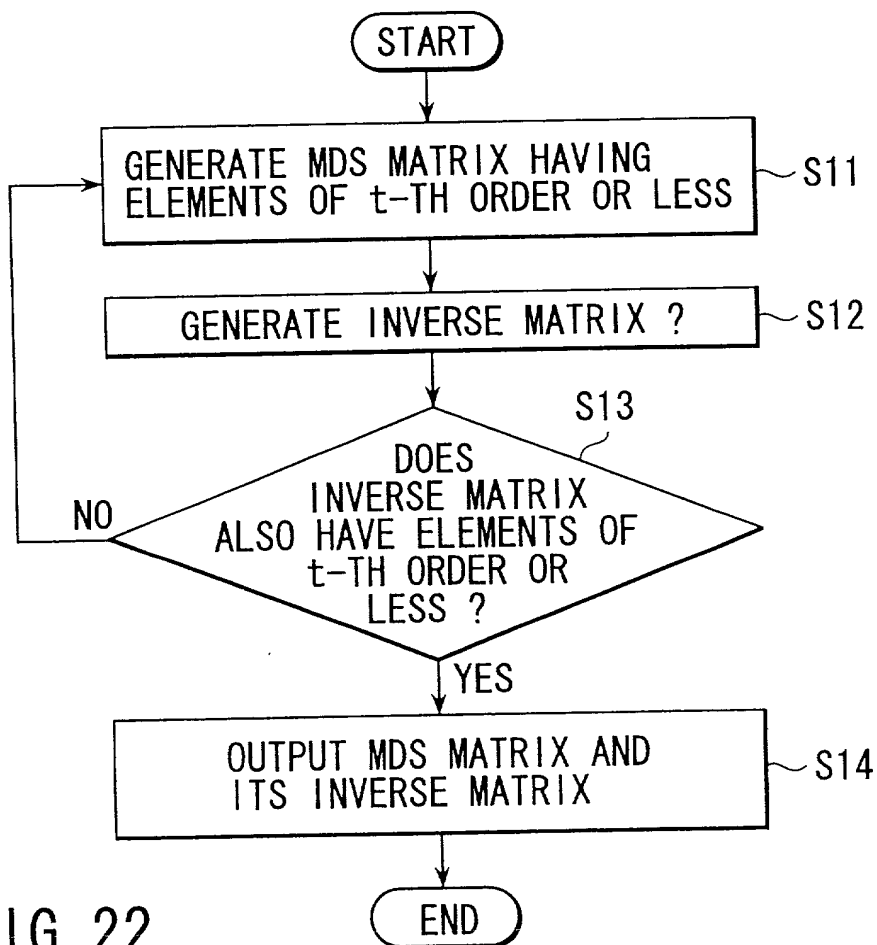 START
GENERATE MDS MATRIX HAVING
ELEMENTS OF t-TH ORDER OR LESS
S11
GENERATE INVERSE MATRIX ?
S12
S13
DOES
INVERSE MATRIX
ALSO HAVE ELEMENTS OF
t-TH ORDER OR
LESS ?
NO
YES
OUTPUT MDS MATRIX AND
ITS INVERSE MATRIX
S14
END
IG. 22